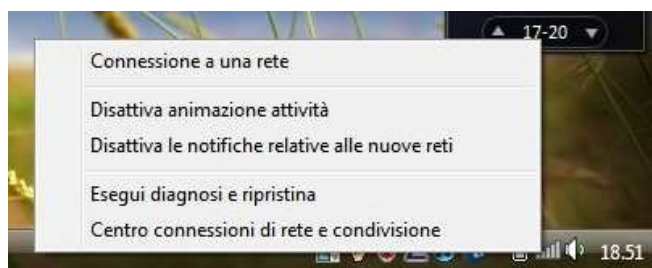 17-20
Connessione a una rete
Disattiva animazione attività
Disattiva le notifiche relative alle nuove reti
Esegui diagnosi e ripristina
Centro connessioni di rete e condivisione
18.51